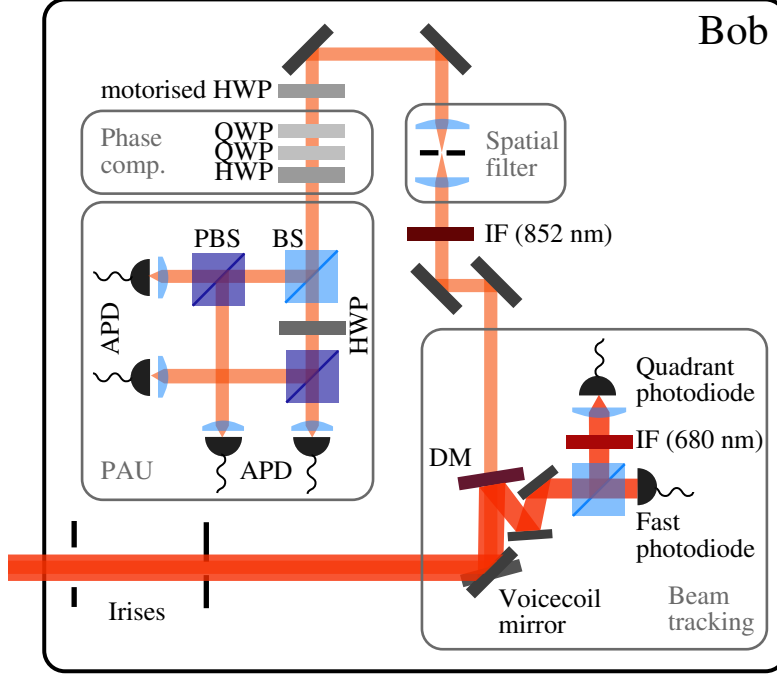 Bob
motorised HWP
Phase
comp.
QWP
QWP
HWP
Spatial
filter
IF (852 nm)
PBS
BS
APD
HWP
PAU
APD
Quadrant
photodiode
IF (680 nm)
DM
Fast
photodiode
Voicecoil
mirror
Beam
tracking
Irises